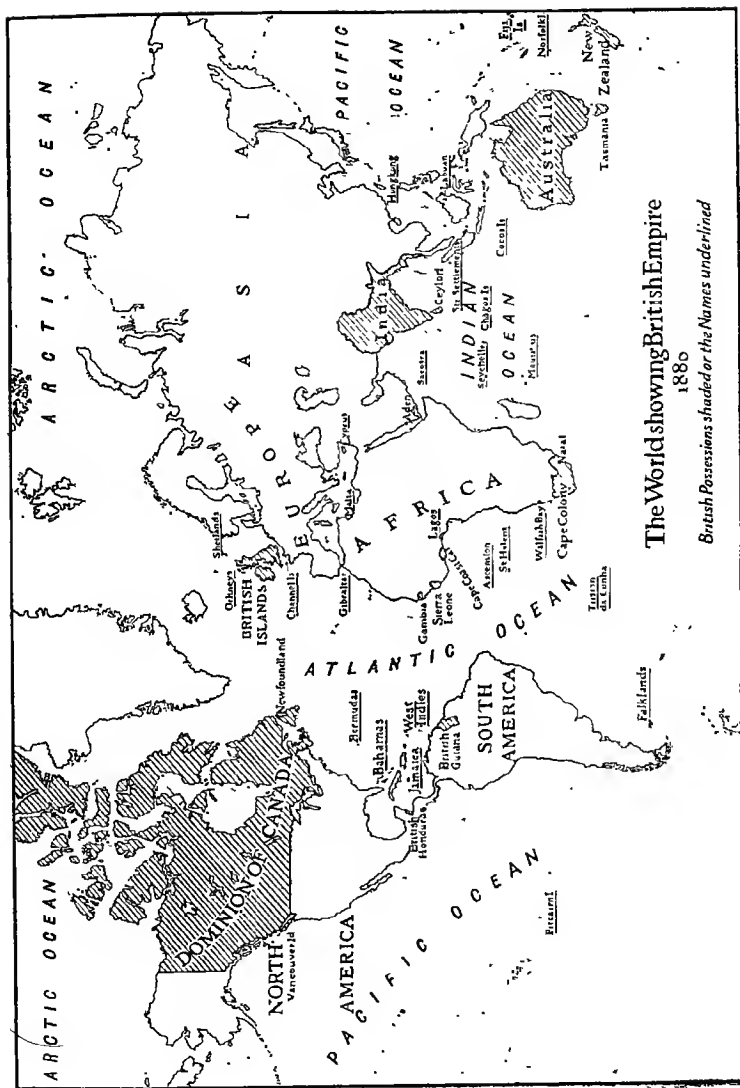 ARCTIC OCEAN
ARCTIC OCEAN
DOMINION OF CANADA
NORTH
Vancouver Id
AMERICA
Newfoundland
Bermudas
Bahamas
West
Indies
Jamaica
British
Honduras
British
Guiana
SOUTH
AMERICA
Falklands
PACIFIC OCEAN
Pitcairn I
ATLANTIC OCEAN
Shetlands
Orkneys
BRITISH
ISLANDS
Channel Is
Gibraltar
Malta
Cyprus
EUROPE
ASIA
AFRICA
Gambia
Sierra
Leone
Lagos
Ascension
St Helena
Walfish Bay
Cape Colony
Natal
Tristan
da Cunha
Aden
Socotra
India
Ceylon
Str Settlements
INDIAN
OCEAN
Chagos Is
Seychelles
Mauritius
Cocos Is
Hongkong
Labuan
PACIFIC
OCEAN
Australia
Tasmania
New
Zealand
Fiji
Is
Norfolk I
The World showing British Empire
1880
British Possessions shaded or the Names underlined